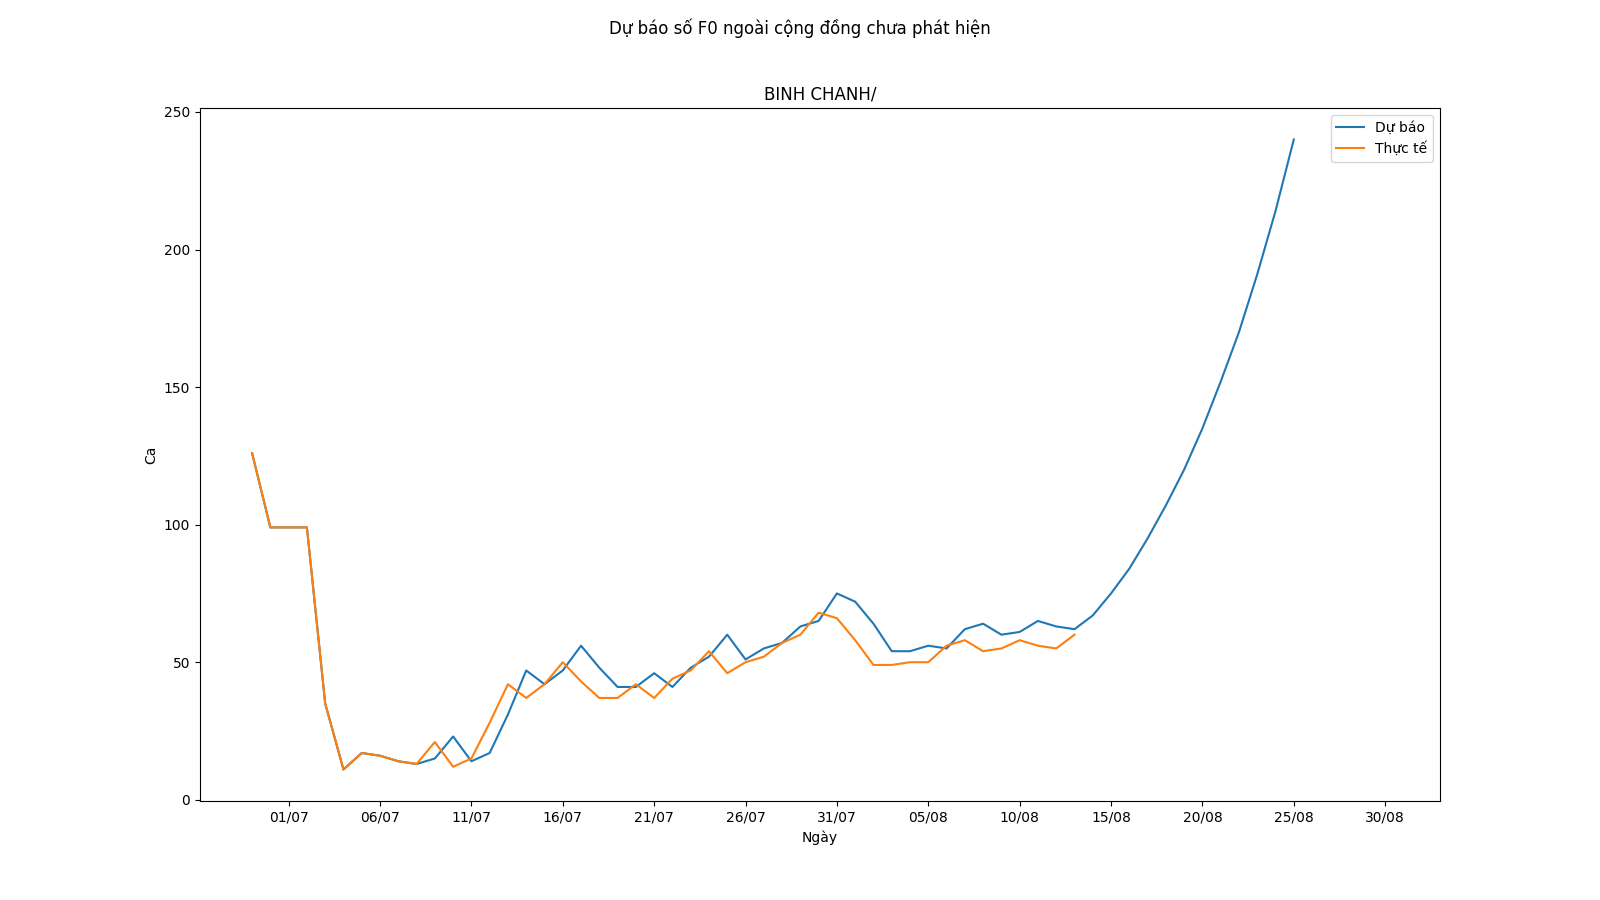 Dự báo số F0 ngoài cộng đồng chưa phát hiện
BINH CHANH/
250
200
150
100
50
0
Ca
Dự báo
Thực tế
01/07 06/07 11/07 16/07 21/07 26/07 31/07 05/08 10/08 15/08 20/08 25/08 30/08
Ngày